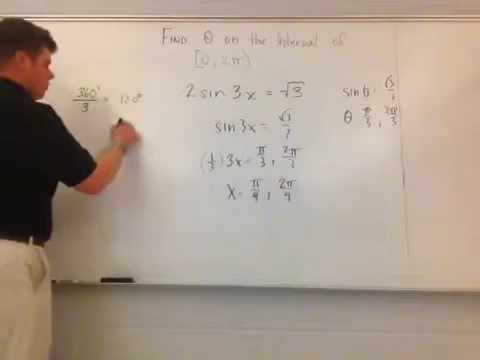 FIND θ on the interval of
[0, 2π)
360°/3 = 120°
2 sin 3x = √3
sin 3x = √3/2
(1/3) 3x = π/3, 2π/3
x = π/9, 2π/9
sin θ = √3/2
θ π/3, 2π/3